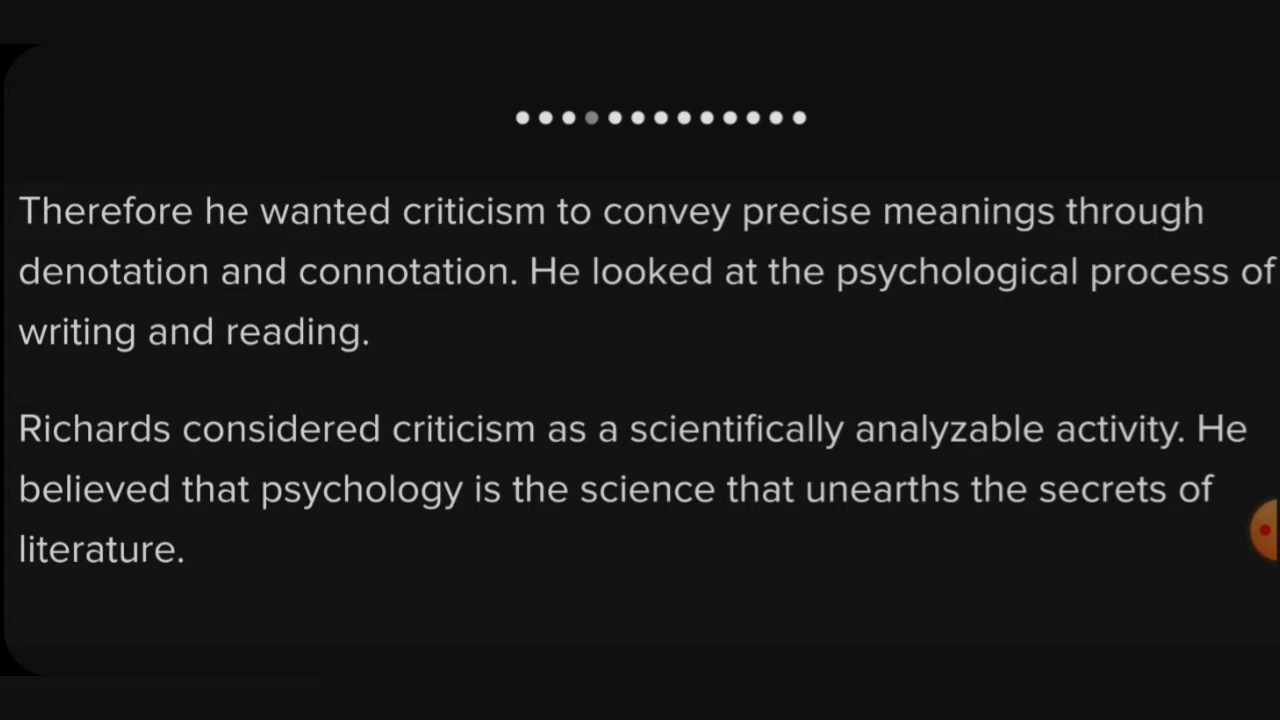 Therefore he wanted criticism to convey precise meanings through
denotation and connotation. He looked at the psychological process of
writing and reading.
Richards considered criticism as a scientifically analyzable activity. He
believed that psychology is the science that unearths the secrets of
literature.